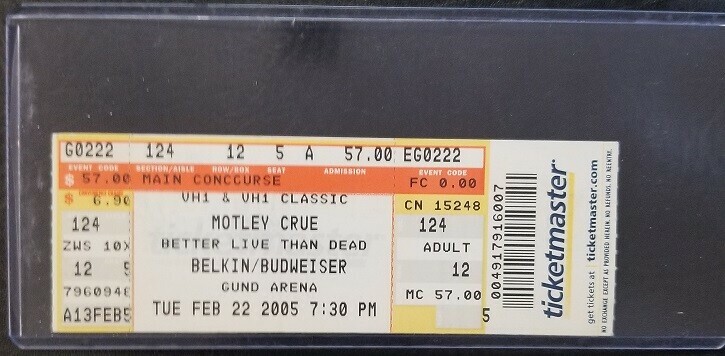 G0222 124 12 5 A 57.00 EG0222
EVENT CODE SECTION/AISLE ROW/BOX SEAT ADMISSION EVENT CODE
$ 57.00 MAIN CONCOURSE FC 0.00
$ 6.90 VH1 & VH1 CLASSIC CN 15248
124 MOTLEY CRUE 124
ZWS 10X BETTER LIVE THAN DEAD ADULT
12 5 BELKIN/BUDWEISER 12
796094E GUND ARENA MC 57.00
A13FEB5 TUE FEB 22 2005 7:30 PM 5
004917916007
ticketmaster
get tickets at ticketmaster.com
NO EXCHANGE EXCEPT AS PROVIDED HEREIN. NO REFUNDS. NO RECODES